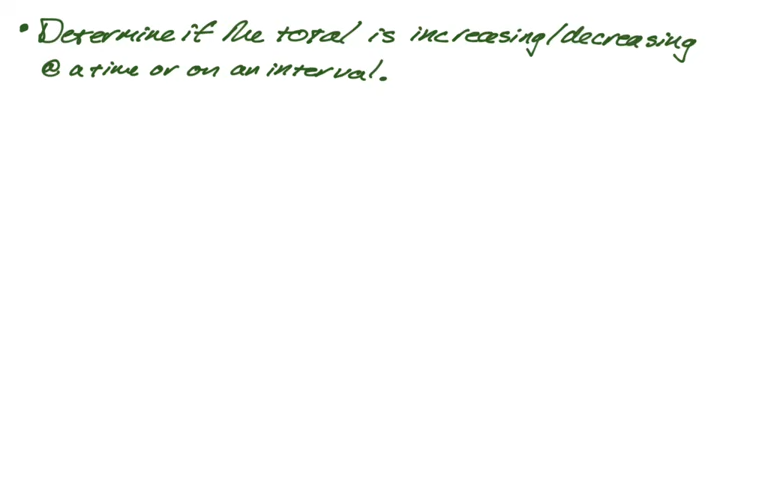 • Determine if the total is increasing/decreasing
@ a time or on an interval.